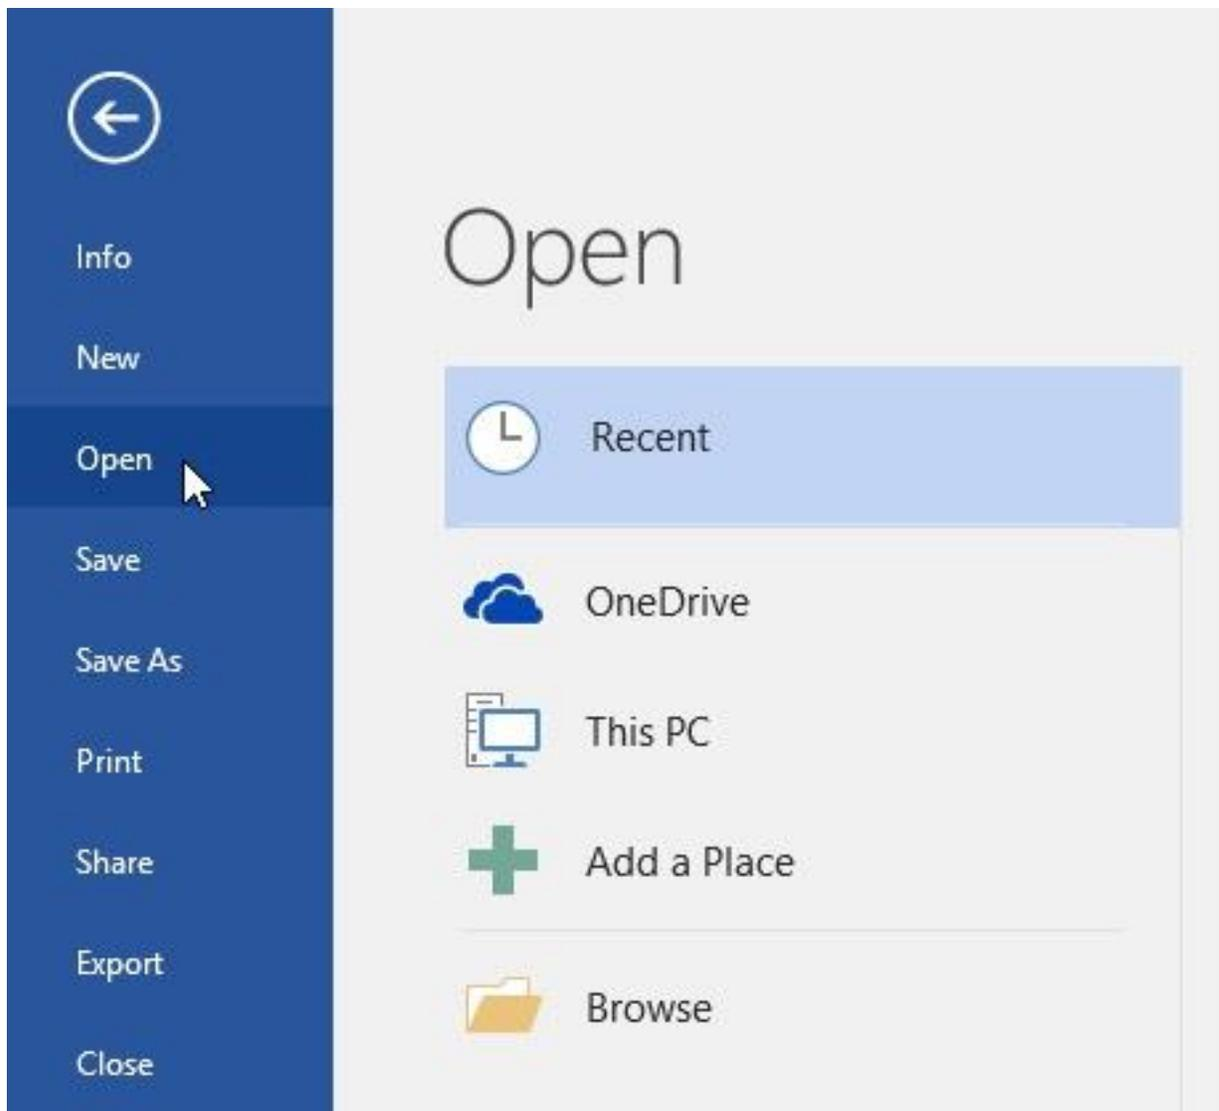 Info
New
Open
Save
Save As
Print
Share
Export
Close
Open
Recent
OneDrive
This PC
Add a Place
Browse